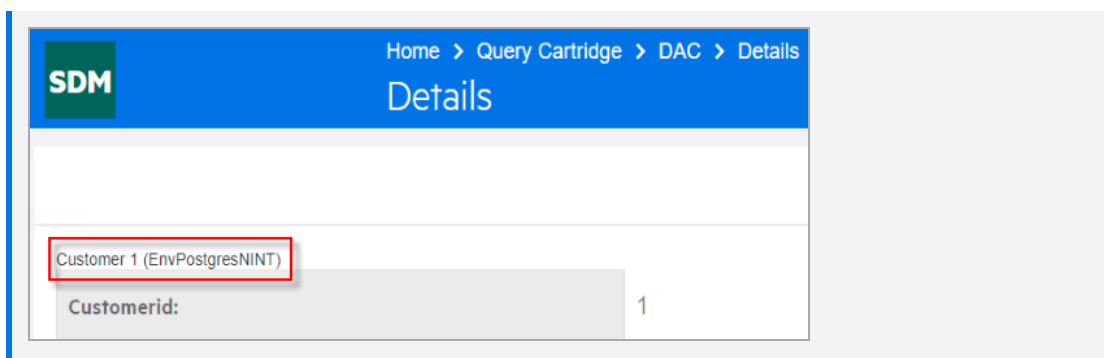 SDM
Home > Query Cartridge > DAC > Details
Details
Customer 1 (EnvPostgresNINT)
Customerid: 1